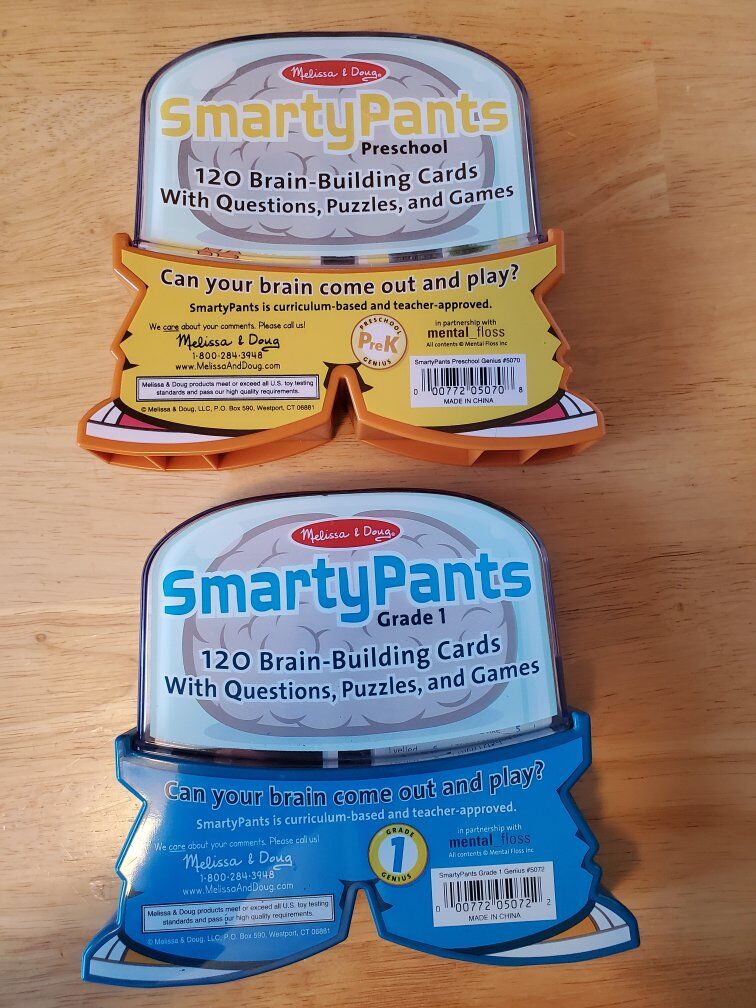 Melissa & Doug®
SmartyPants
Preschool
120 Brain-Building Cards
With Questions, Puzzles, and Games
Can your brain come out and play?
SmartyPants is curriculum-based and teacher-approved.
We care about your comments. Please call us!
Melissa & Doug
1-800-284-3948
www.MelissaAndDoug.com
Melissa & Doug products meet or exceed all U.S. toy testing
standards and pass our high quality requirements.
© Melissa & Doug, LLC, P.O. Box 590, Westport, CT 06881
PRESCHOOL
PreK
GENIUS
in partnership with
mental_floss
All contents © Mental Floss Inc
SmartyPants Preschool Genius #5070
0 00772 05070 8
MADE IN CHINA
Melissa & Doug®
SmartyPants
Grade 1
120 Brain-Building Cards
With Questions, Puzzles, and Games
Can your brain come out and play?
SmartyPants is curriculum-based and teacher-approved.
We care about your comments. Please call us!
Melissa & Doug
1-800-284-3948
www.MelissaAndDoug.com
Melissa & Doug products meet or exceed all U.S. toy testing
standards and pass our high quality requirements.
© Melissa & Doug, LLC, P.O. Box 590, Westport, CT 06881
GRADE
1
GENIUS
in partnership with
mental_floss
All contents © Mental Floss Inc
SmartyPants Grade 1 Genius #5072
0 00772 05072 2
MADE IN CHINA